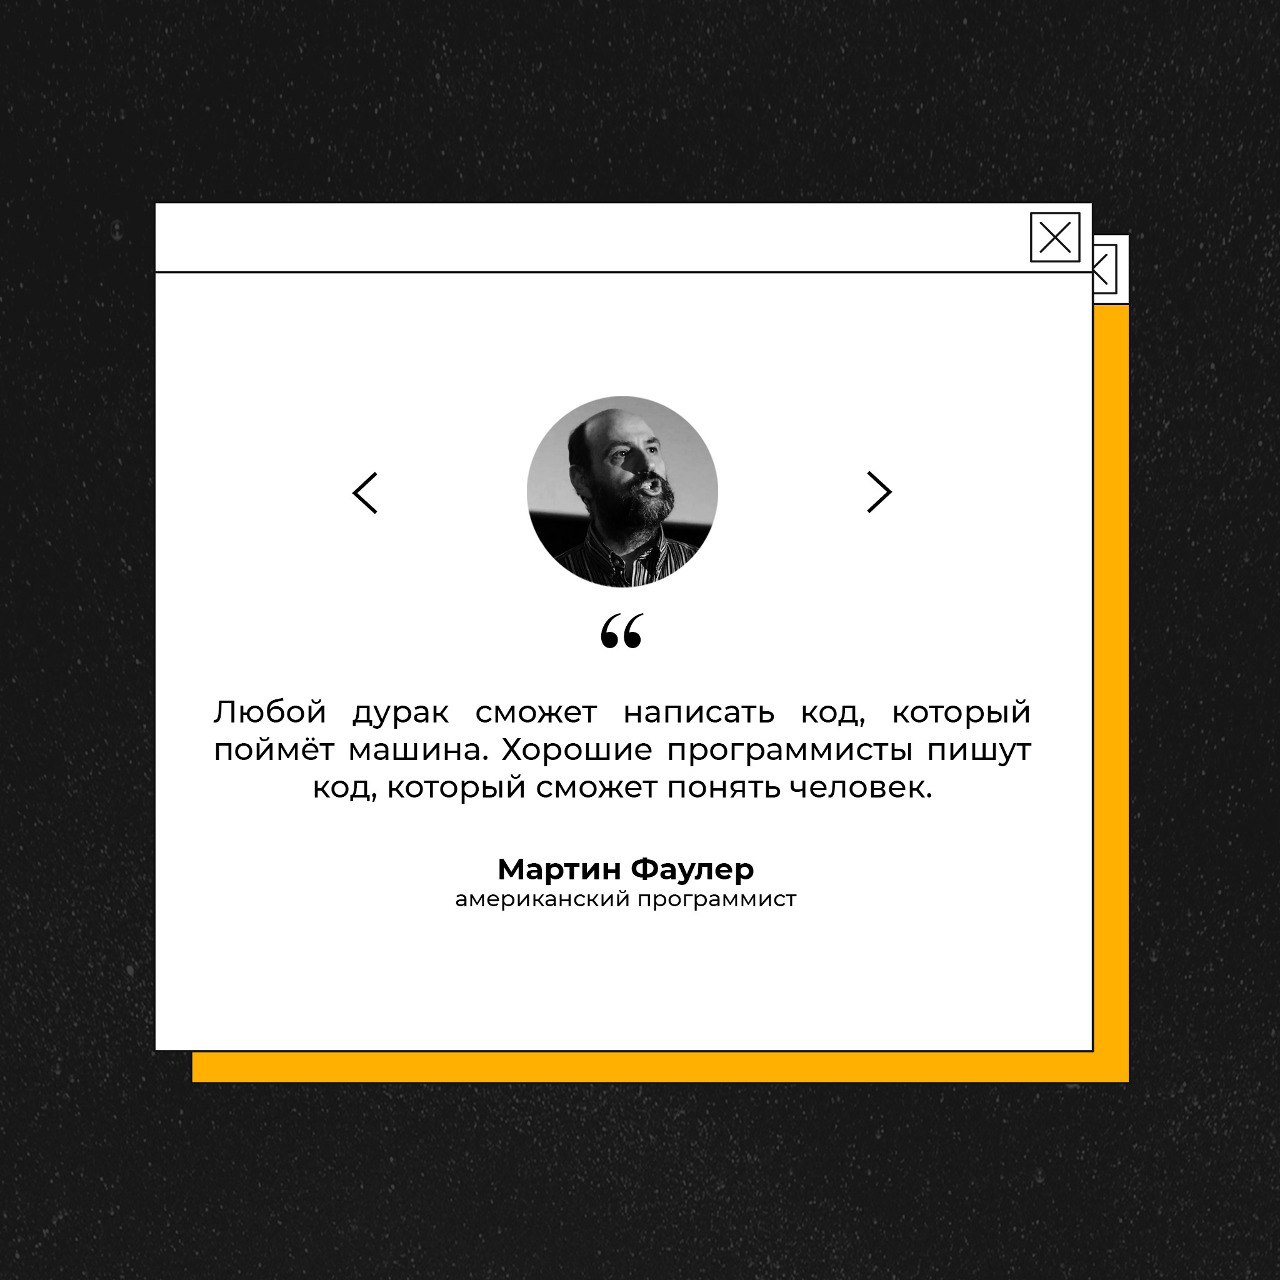 “
Любой дурак сможет написать код, который
поймёт машина. Хорошие программисты пишут
код, который сможет понять человек.
Мартин Фаулер
американский программист